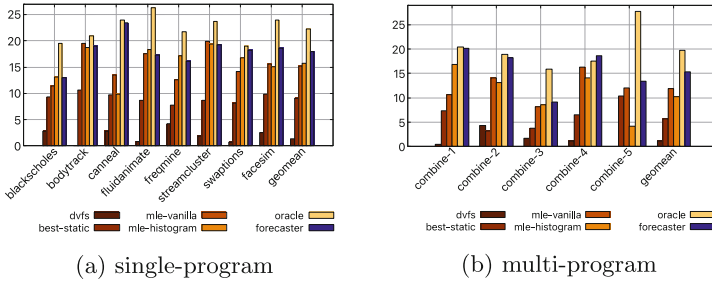 25
20
15
10
5
0
blackscholes
bodytrack
canneal
fluidanimate
freqmine
streamcluster
swaptions
facesim
geomean
dvfs
mle-vanilla
oracle
best-static
mle-histogram
forecaster
(a) single-program
25
20
15
10
5
0
combine-1
combine-2
combine-3
combine-4
combine-5
geomean
dvfs
mle-vanilla
oracle
best-static
mle-histogram
forecaster
(b) multi-program